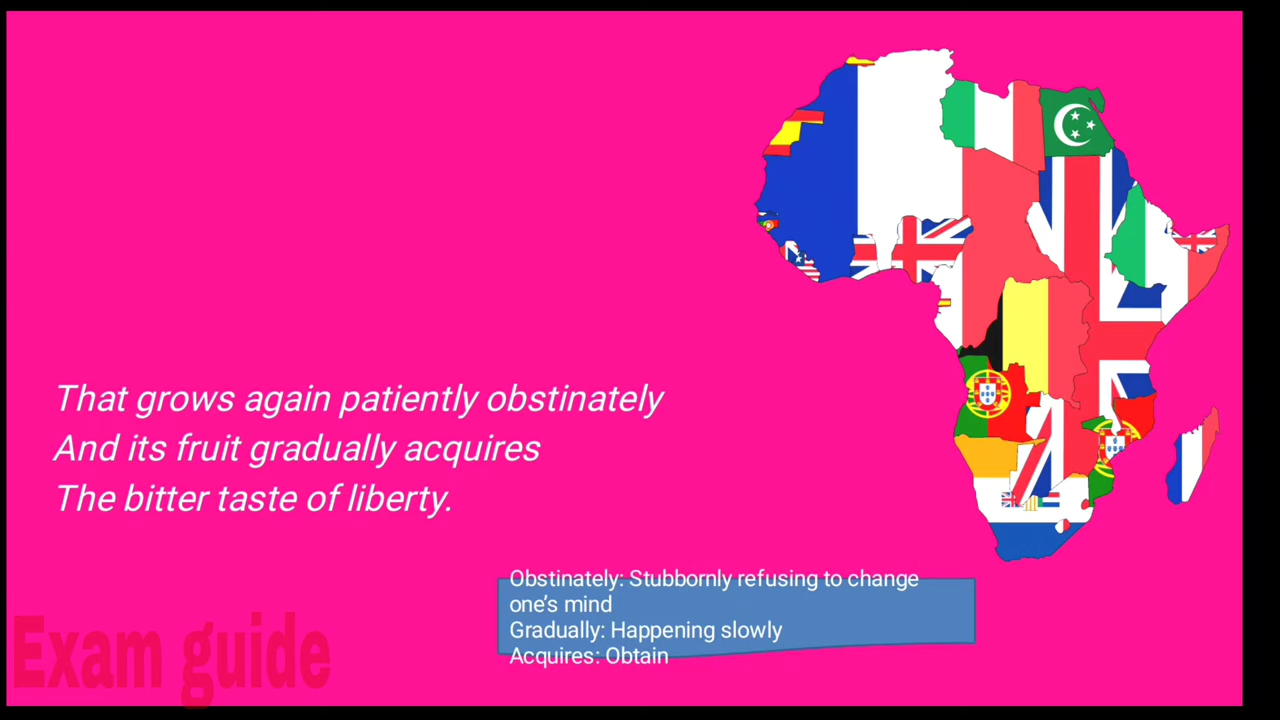 That grows again patiently obstinately
And its fruit gradually acquires
The bitter taste of liberty.
Obstinately: Stubbornly refusing to change
one's mind
Gradually: Happening slowly
Acquires: Obtain
Exam guide